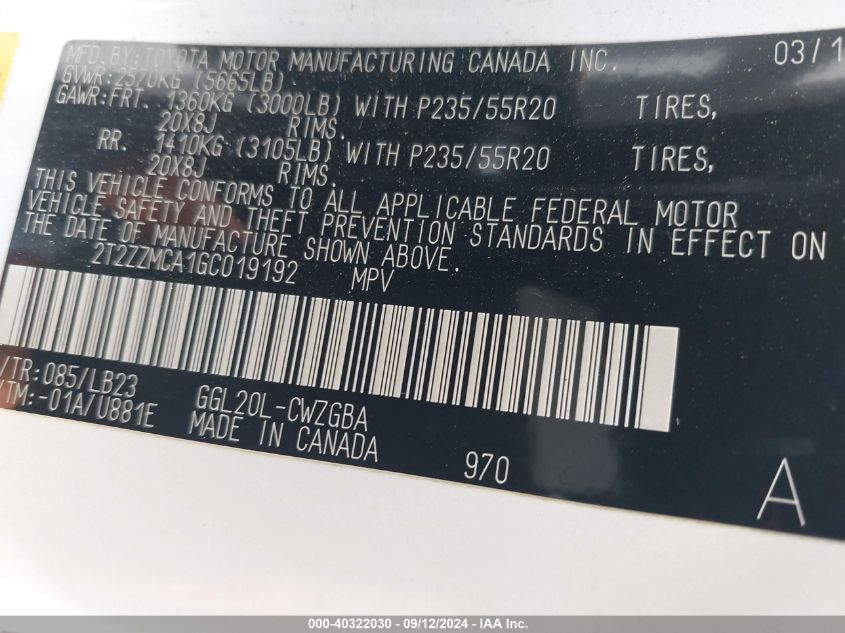 MFD. BY: TOYOTA MOTOR MANUFACTURING CANADA INC. 03/1
GVWR: 2570KG (5665LB)
GAWR: FRT. 1360KG (3000LB) WITH P235/55R20 TIRES,
20X8J RIMS.
RR. 1410KG (3105LB) WITH P235/55R20 TIRES,
20X8J RIMS.
THIS VEHICLE CONFORMS TO ALL APPLICABLE FEDERAL MOTOR
VEHICLE SAFETY AND THEFT PREVENTION STANDARDS IN EFFECT ON
THE DATE OF MANUFACTURE SHOWN ABOVE.
2T2ZZMCA1GC019192 MPV
/TR: 085/LB23
/TM: -01A/U881E
GGL20L-CWZGBA
MADE IN CANADA
970
A
000-40322030 - 09/12/2024 - IAA Inc.